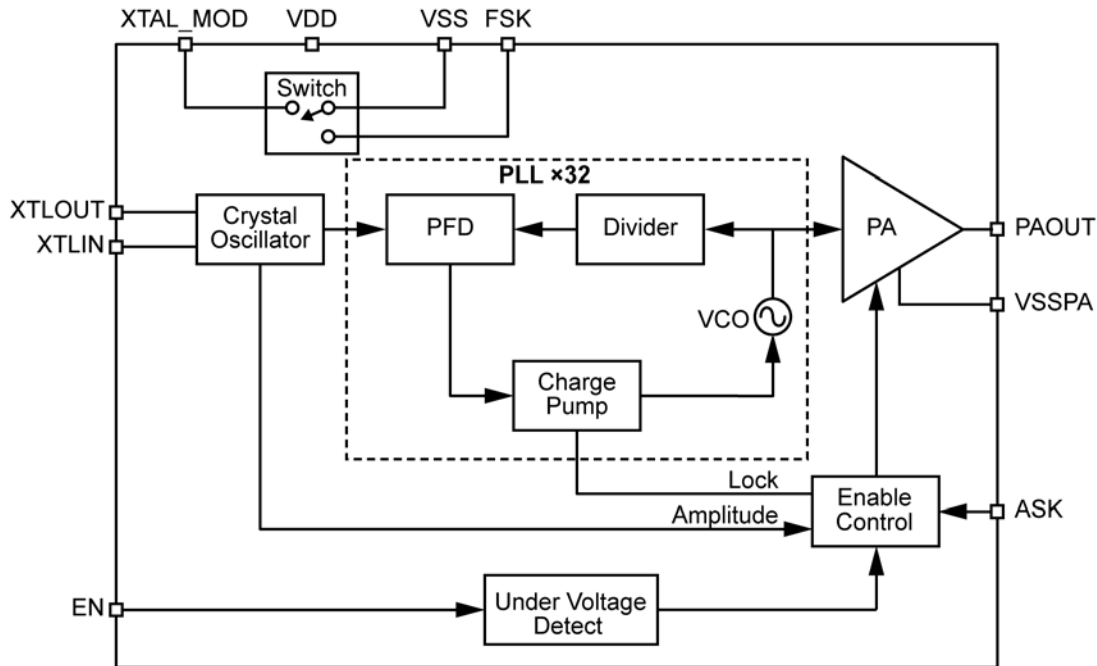 XTAL_MOD VDD VSS FSK
Switch
PLL ×32
XTLOUT
XTLIN
Crystal
Oscillator
PFD
Divider
PA
PAOUT
VSSPA
VCO
Charge
Pump
Lock
Amplitude
Enable
Control
ASK
EN
Under Voltage
Detect